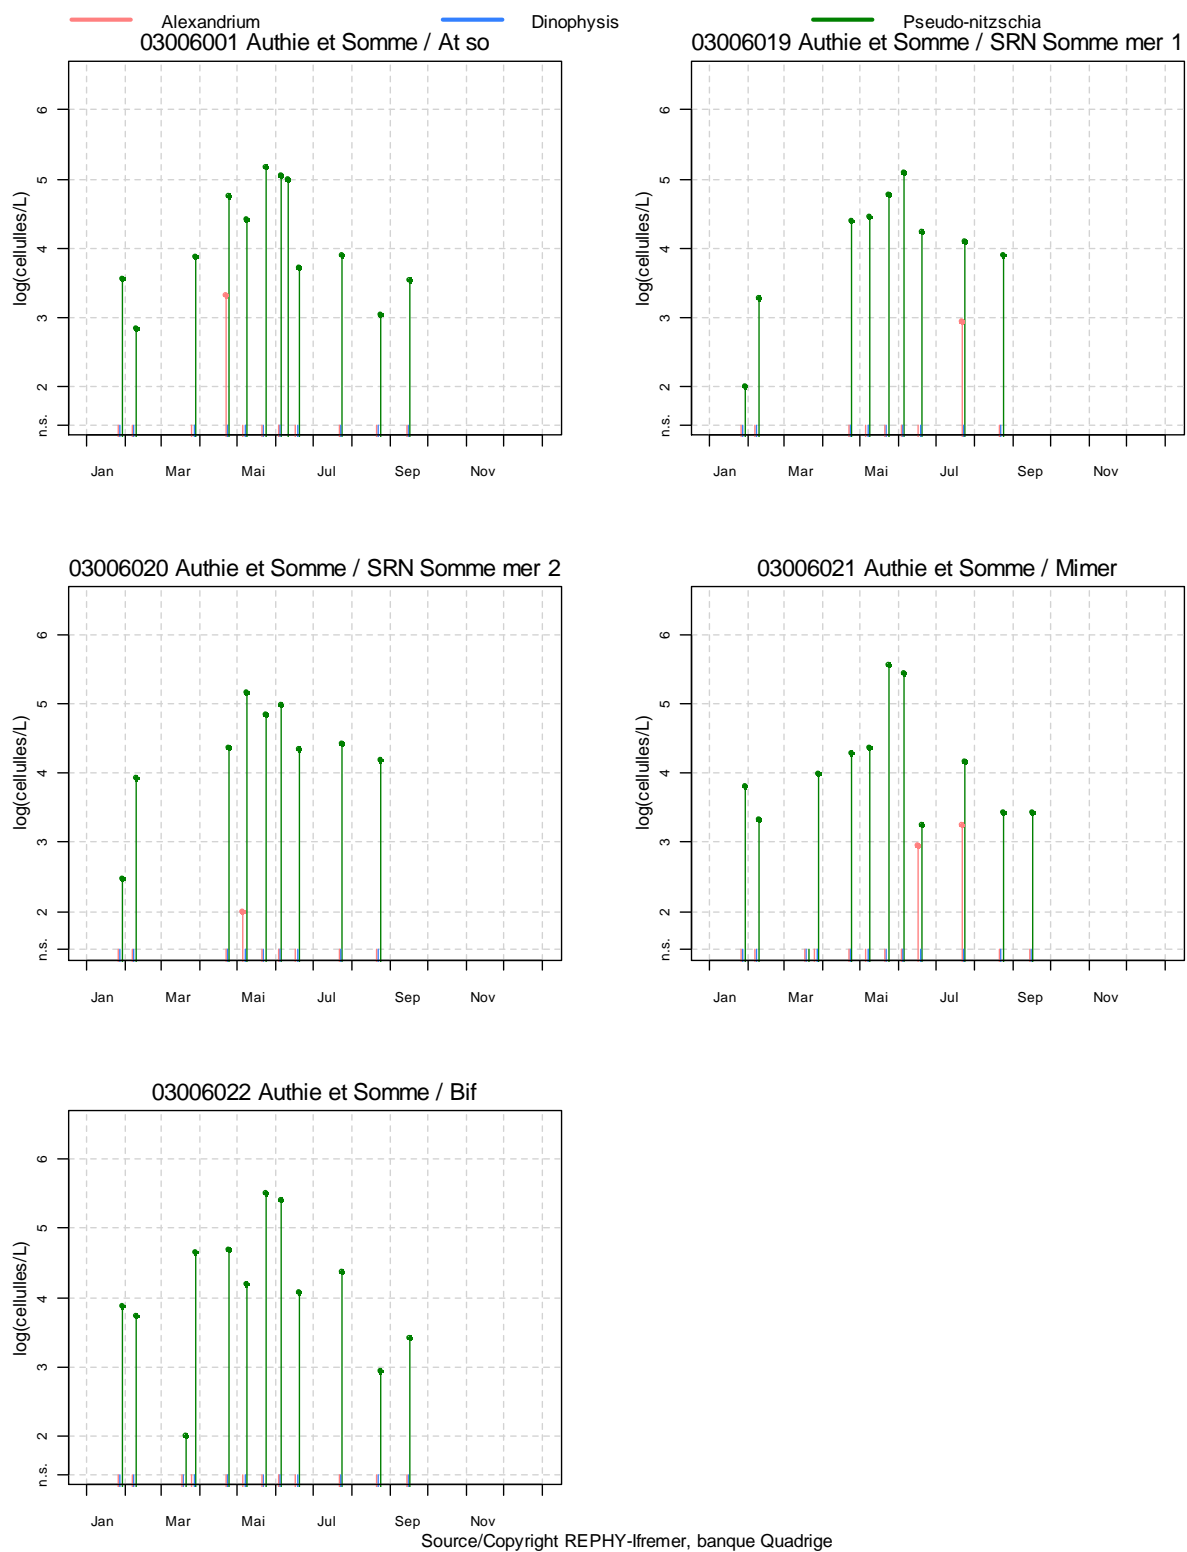 Alexandrium Dinophysis Pseudo-nitzschia
03006001 Authie et Somme / At so
log(cellulles/L)
6
5
4
3
2
n.s.
Jan Mar Mai Jul Sep Nov
03006019 Authie et Somme / SRN Somme mer 1
log(cellulles/L)
6
5
4
3
2
n.s.
Jan Mar Mai Jul Sep Nov
03006020 Authie et Somme / SRN Somme mer 2
log(cellulles/L)
6
5
4
3
2
n.s.
Jan Mar Mai Jul Sep Nov
03006021 Authie et Somme / Mimer
log(cellulles/L)
6
5
4
3
2
n.s.
Jan Mar Mai Jul Sep Nov
03006022 Authie et Somme / Bif
log(cellulles/L)
6
5
4
3
2
n.s.
Jan Mar Mai Jul Sep Nov
Source/Copyright REPHY-Ifremer, banque Quadrige